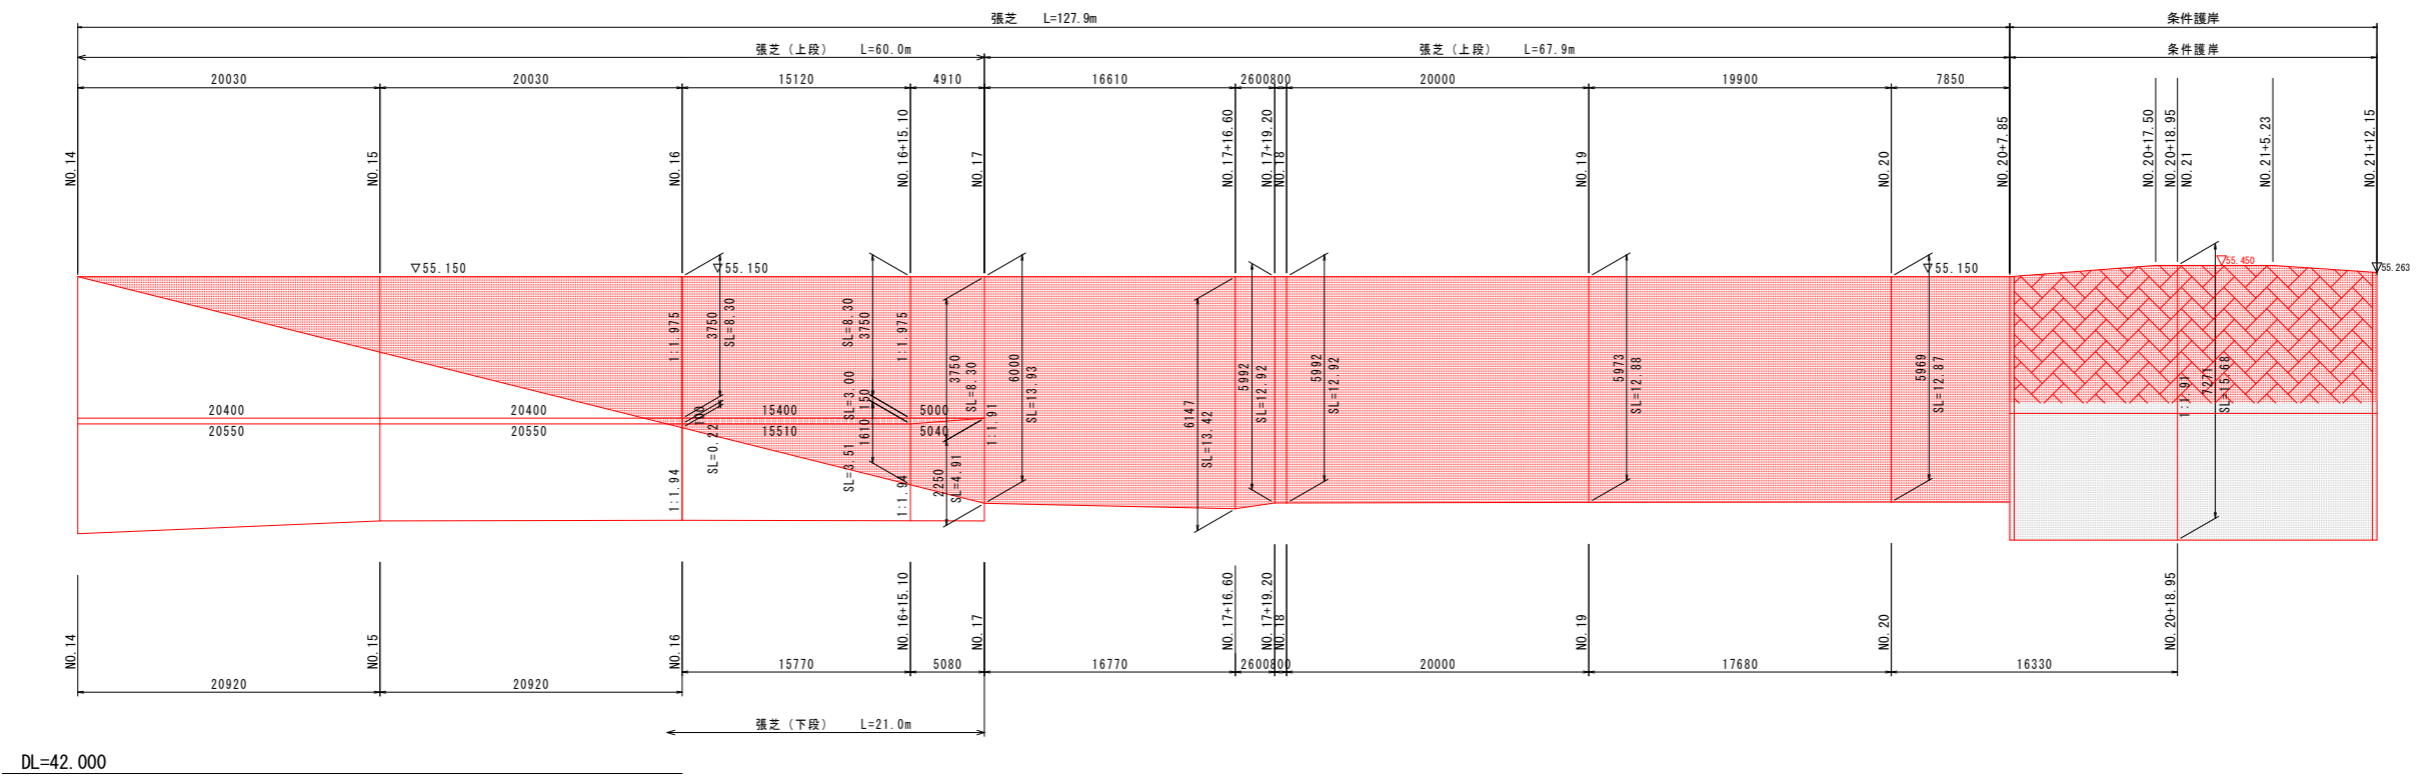 張芝 L=127.9m 条件護岸
張芝（上段） L=60.0m 張芝（上段） L=67.9m 条件護岸
20030 20030 15120 4910 16610 2600 800 20000 19900 7850
NO.14 NO.15 NO.16 NO.16+15.10 NO.17 NO.17+16.60 NO.17+19.20 NO.18 NO.19 NO.20 NO.20+7.85 NO.20+17.50 NO.20+18.95 NO.21 NO.21+5.23 NO.21+12.15
▽55.150 ▽55.150 ▽55.150 ▽55.450 ▽55.263
1:1.975 3750 SL=8.30 SL=8.30 3750 1:1.975
3750 SL=8.30 6000 SL=13.93 1:1.91
6147 SL=13.42 5992 SL=12.92 5992 SL=12.92 5973 SL=12.88 5969 SL=12.87 1:1.91 7271 SL=15.68
20400 20400 15400 5000
20550 20550 15510 5040
100 SL=0.22 SL=3.00 150 1610 SL=3.51
1:1.94 1:1.94 2250 SL=4.91
NO.14 NO.15 NO.16 NO.16+15.10 NO.17 NO.17+16.60 NO.17+19.20 NO.18 NO.19 NO.20 NO.20+18.95
15770 5080 16770 2600 800 20000 17680 16330
20920 20920
張芝（下段） L=21.0m
DL=42.000